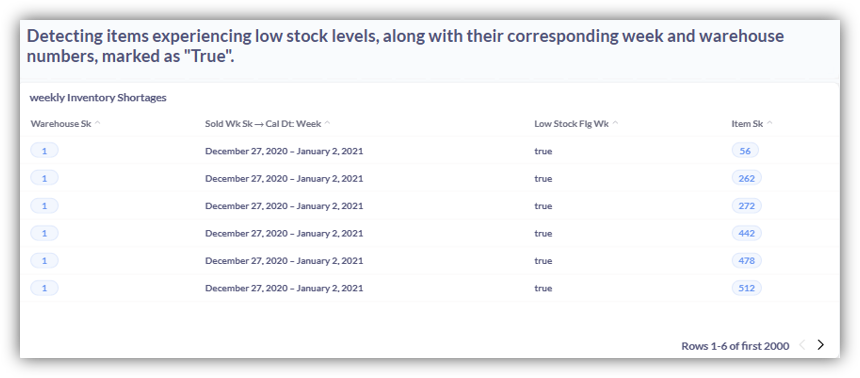 Detecting items experiencing low stock levels, along with their corresponding week and warehouse
numbers, marked as "True".
weekly Inventory Shortages
Warehouse Sk Sold Wk Sk → Cal Dt: Week Low Stock Flg Wk Item Sk
1 December 27, 2020 – January 2, 2021 true 56
1 December 27, 2020 – January 2, 2021 true 262
1 December 27, 2020 – January 2, 2021 true 272
1 December 27, 2020 – January 2, 2021 true 442
1 December 27, 2020 – January 2, 2021 true 478
1 December 27, 2020 – January 2, 2021 true 512
Rows 1-6 of first 2000